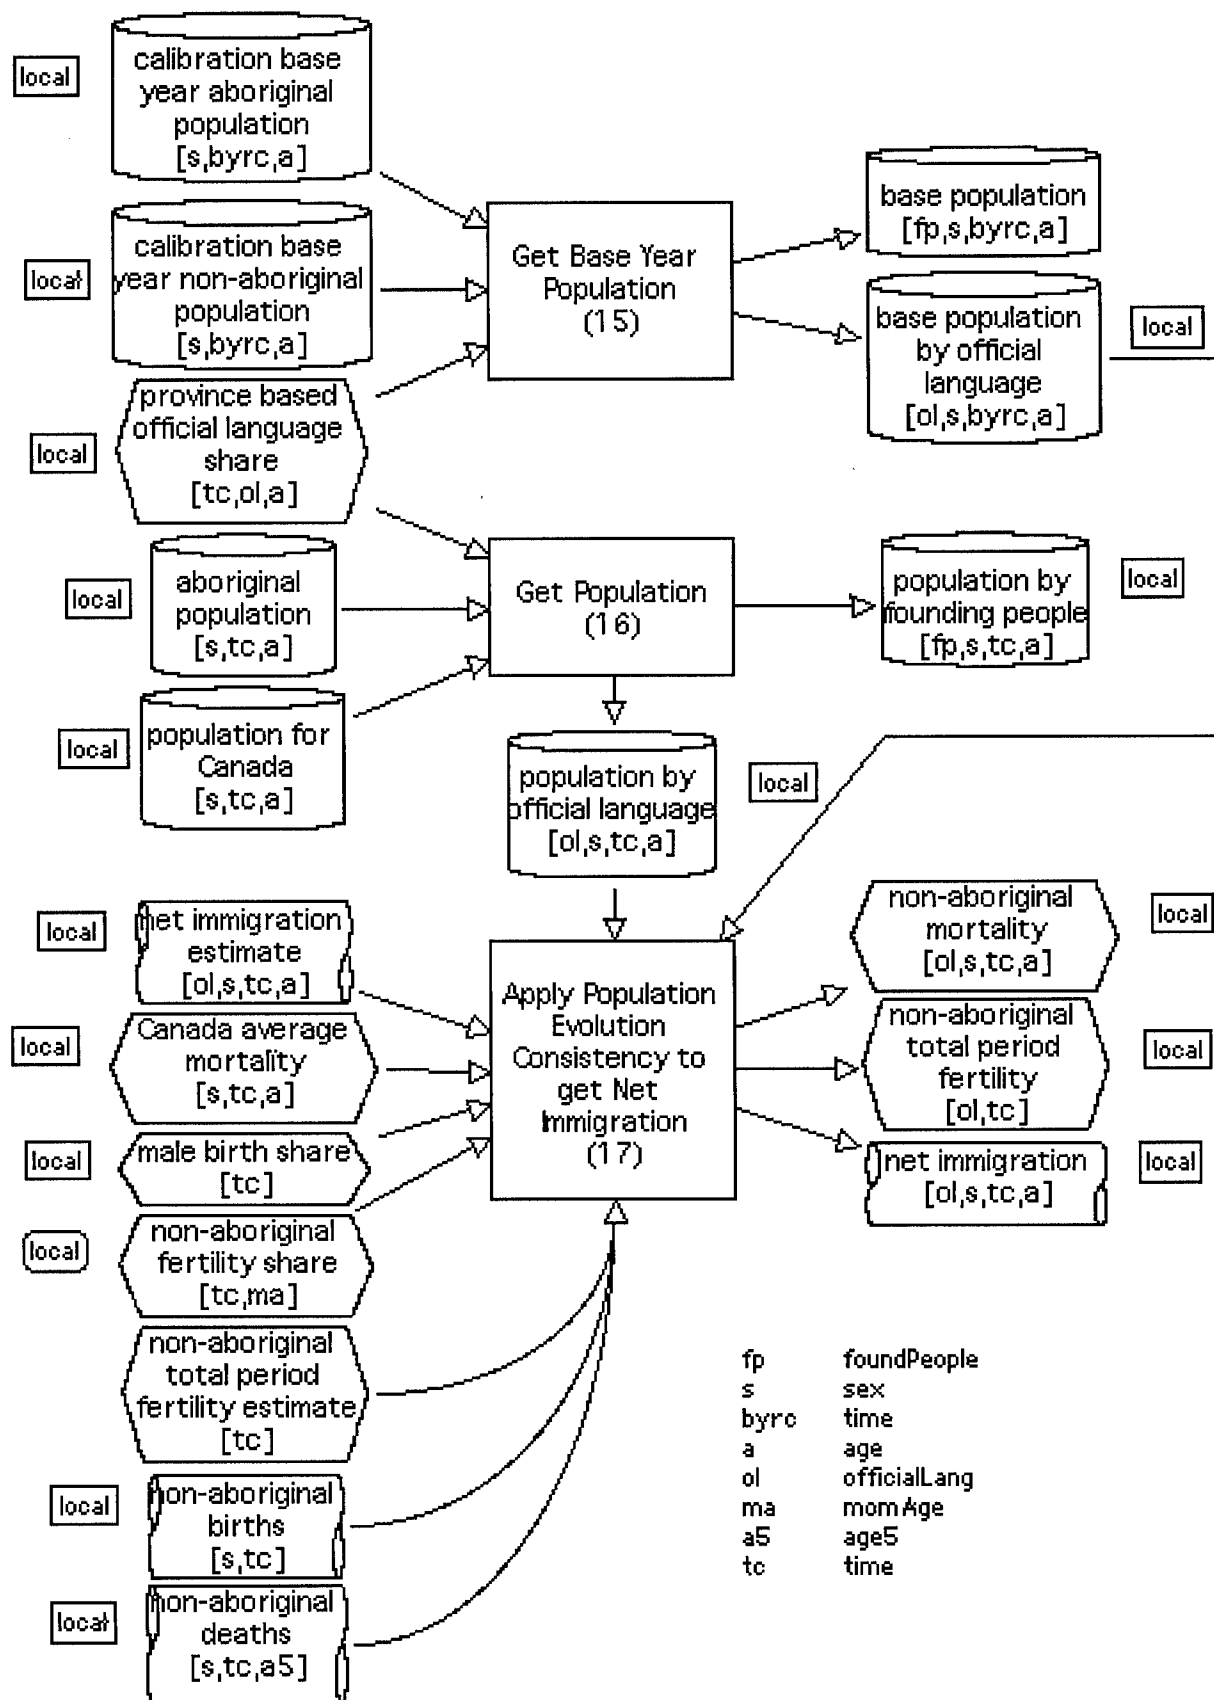 local
calibration base
year aboriginal
population
[s,byrc,a]
local
calibration base
year non-aboriginal
population
[s,byrc,a]
Get Base Year
Population
(15)
base population
[fp,s,byrc,a]
base population
by official
language
[ol,s,byrc,a]
local
local
province based
official language
share
[tc,ol,a]
local
aboriginal
population
[s,tc,a]
Get Population
(16)
population by
founding people
[fp,s,tc,a]
local
local
population for
Canada
[s,tc,a]
population by
official language
[ol,s,tc,a]
local
local
net immigration
estimate
[ol,s,tc,a]
local
Canada average
mortality
[s,tc,a]
local
male birth share
[tc]
local
non-aboriginal
fertility share
[tc,ma]
Apply Population
Evolution
Consistency to
get Net
Immigration
(17)
non-aboriginal
mortality
[ol,s,tc,a]
local
non-aboriginal
total period
fertility
[ol,tc]
local
net immigration
[ol,s,tc,a]
local
non-aboriginal
total period
fertility estimate
[tc]
local
non-aboriginal
births
[s,tc]
local
non-aboriginal
deaths
[s,tc,a5]
fp foundPeople
s sex
byrc time
a age
ol officialLang
ma momAge
a5 age5
tc time